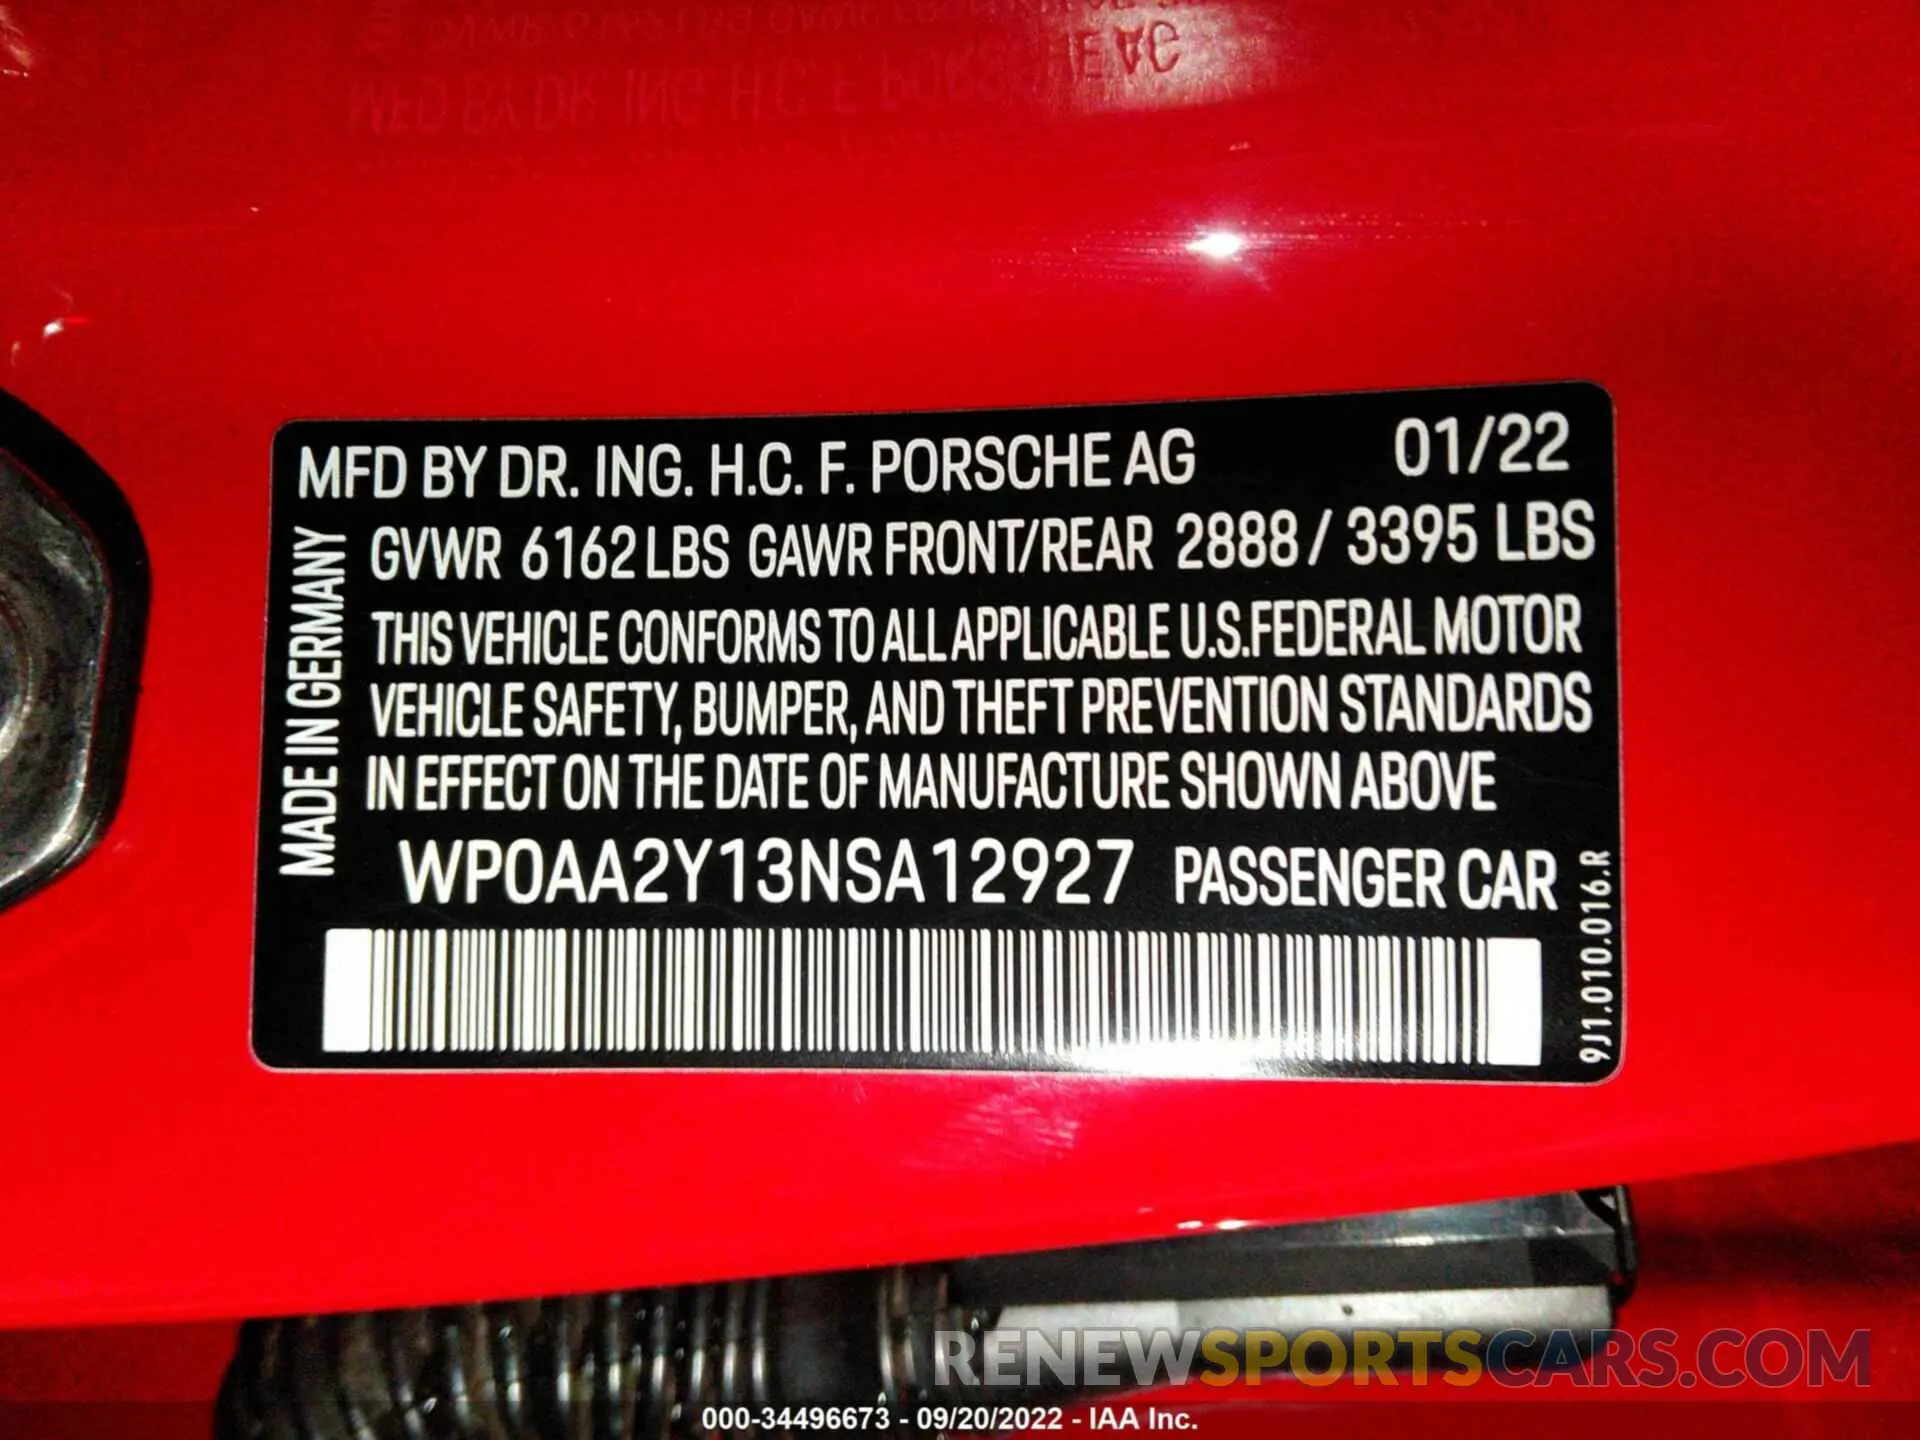 MFD BY DR. ING. H.C. F. PORSCHE AG 01/22
GVWR 6162 LBS GAWR FRONT/REAR 2888 / 3395 LBS
THIS VEHICLE CONFORMS TO ALL APPLICABLE U.S.FEDERAL MOTOR
VEHICLE SAFETY, BUMPER, AND THEFT PREVENTION STANDARDS
IN EFFECT ON THE DATE OF MANUFACTURE SHOWN ABOVE
WP0AA2Y13NSA12927 PASSENGER CAR
MADE IN GERMANY
9J1.010.016.R
RENEWSPORTSCARS.COM
000-34496673 - 09/20/2022 - IAA Inc.